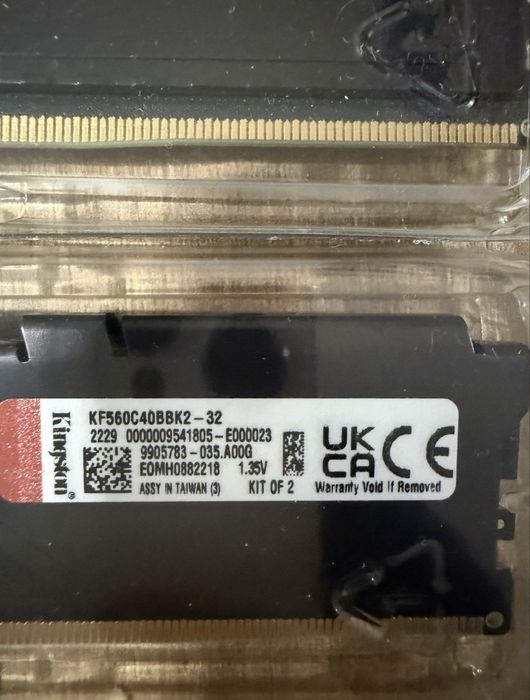 Kingston®
KF560C40BBK2-32
2229 0000009541805-E000023
9905783-035.A00G
E0MH0882218 1.35V
ASSY IN TAIWAN (3) KIT OF 2
UK
CA CE
Warranty Void If Removed